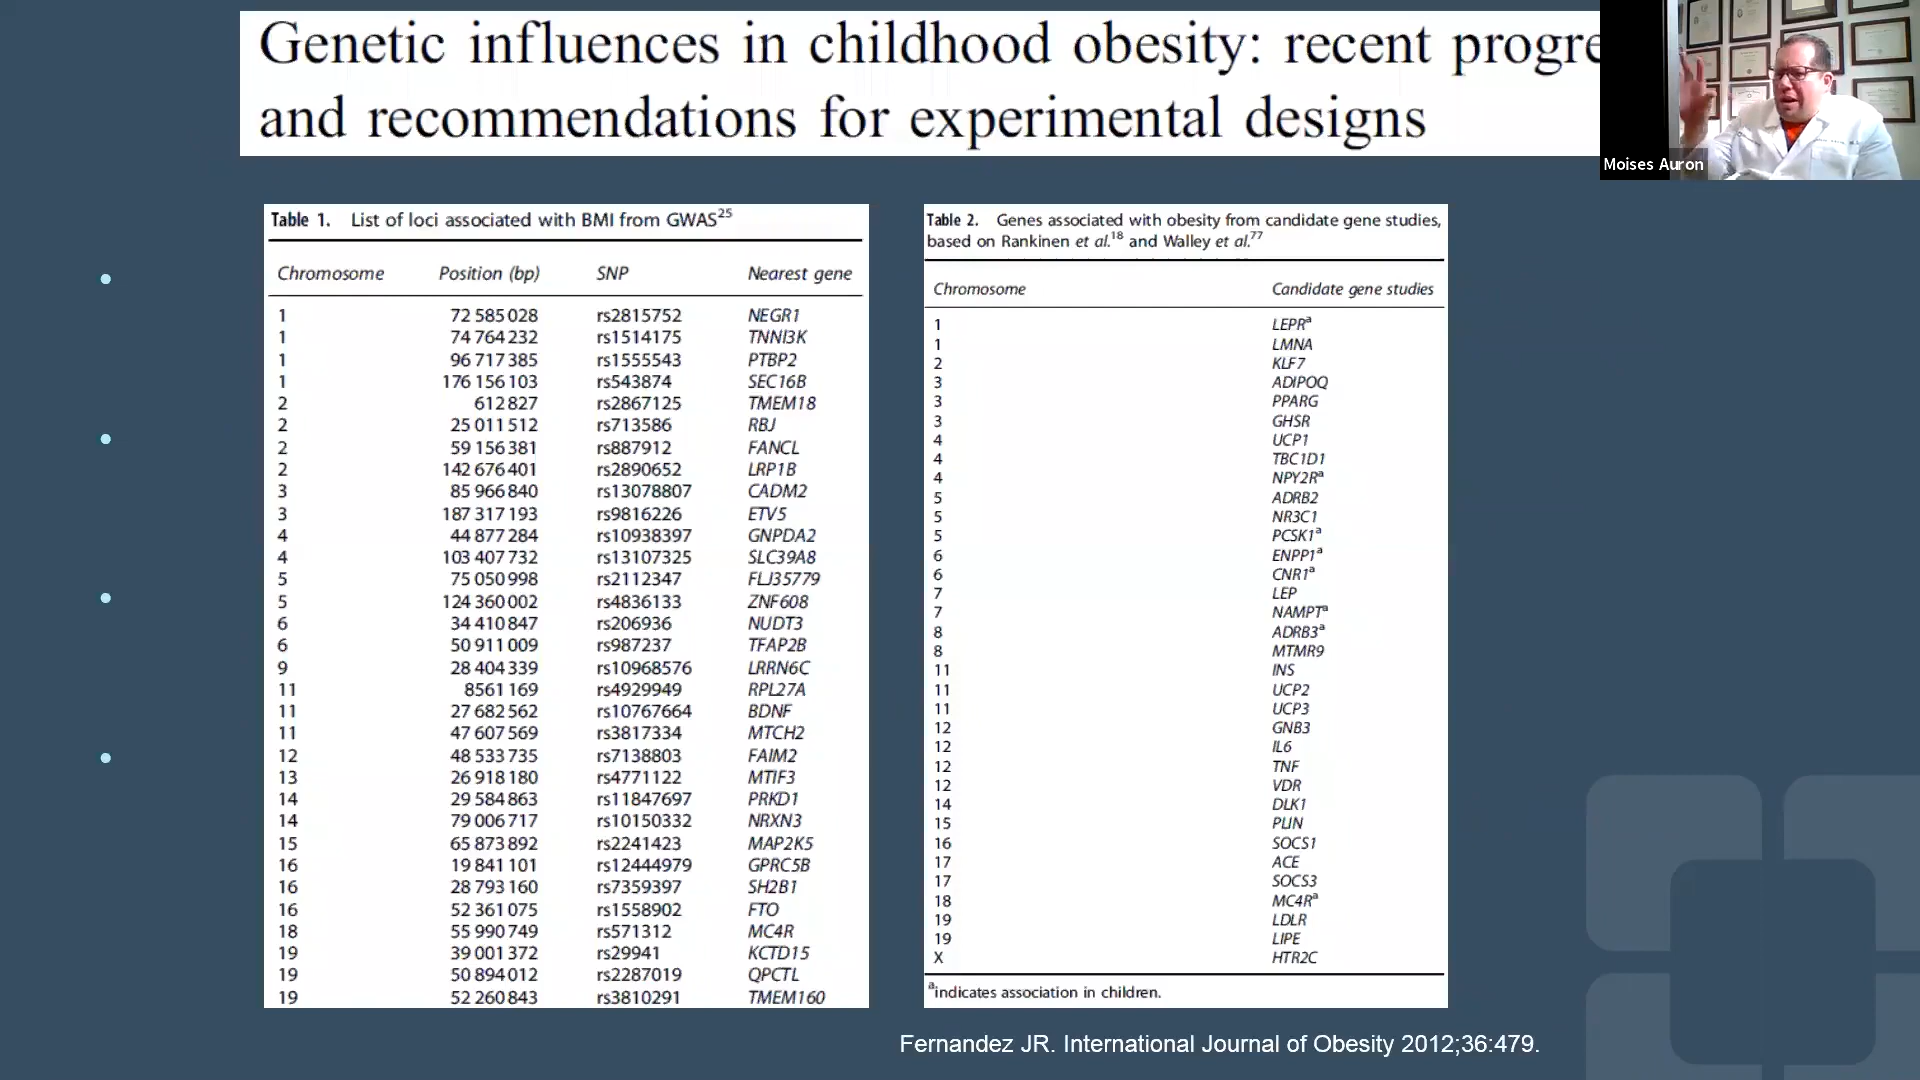 Genetic influences in childhood obesity: recent progre
and recommendations for experimental designs
Moises Auron
Table 1. List of loci associated with BMI from GWAS25
Chromosome Position (bp) SNP Nearest gene
1 72 585 028 rs2815752 NEGR1
1 74 764 232 rs1514175 TNNI3K
1 96 717 385 rs1555543 PTBP2
1 176 156 103 rs543874 SEC16B
2 612 827 rs2867125 TMEM18
2 25 011 512 rs713586 RBJ
2 59 156 381 rs887912 FANCL
2 142 676 401 rs2890652 LRP1B
3 85 966 840 rs13078807 CADM2
3 187 317 193 rs9816226 ETV5
4 44 877 284 rs10938397 GNPDA2
4 103 407 732 rs13107325 SLC39A8
5 75 050 998 rs2112347 FLJ35779
5 124 360 002 rs4836133 ZNF608
6 34 410 847 rs206936 NUDT3
6 50 911 009 rs987237 TFAP2B
9 28 404 339 rs10968576 LRRN6C
11 8561 169 rs4929949 RPL27A
11 27 682 562 rs10767664 BDNF
11 47 607 569 rs3817334 MTCH2
12 48 533 735 rs7138803 FAIM2
13 26 918 180 rs4771122 MTIF3
14 29 584 863 rs11847697 PRKD1
14 79 006 717 rs10150332 NRXN3
15 65 873 892 rs2241423 MAP2K5
16 19 841 101 rs12444979 GPRC5B
16 28 793 160 rs7359397 SH2B1
16 52 361 075 rs1558902 FTO
18 55 990 749 rs571312 MC4R
19 39 001 372 rs29941 KCTD15
19 50 894 012 rs2287019 QPCTL
19 52 260 843 rs3810291 TMEM160
Table 2. Genes associated with obesity from candidate gene studies,
based on Rankinen et al.18 and Walley et al.77
Chromosome Candidate gene studies
1 LEPRa
1 LMNA
2 KLF7
3 ADIPOQ
3 PPARG
3 GHSR
4 UCP1
4 TBC1D1
4 NPY2Ra
5 ADRB2
5 NR3C1
5 PCSK1a
6 ENPP1a
6 CNR1a
7 LEP
7 NAMPTa
8 ADRB3a
8 MTMR9
11 INS
11 UCP2
11 UCP3
12 GNB3
12 IL6
12 TNF
12 VDR
14 DLK1
15 PLIN
16 SOCS1
17 ACE
17 SOCS3
18 MC4Ra
19 LDLR
19 LIPE
X HTR2C
aindicates association in children.
Fernandez JR. International Journal of Obesity 2012;36:479.